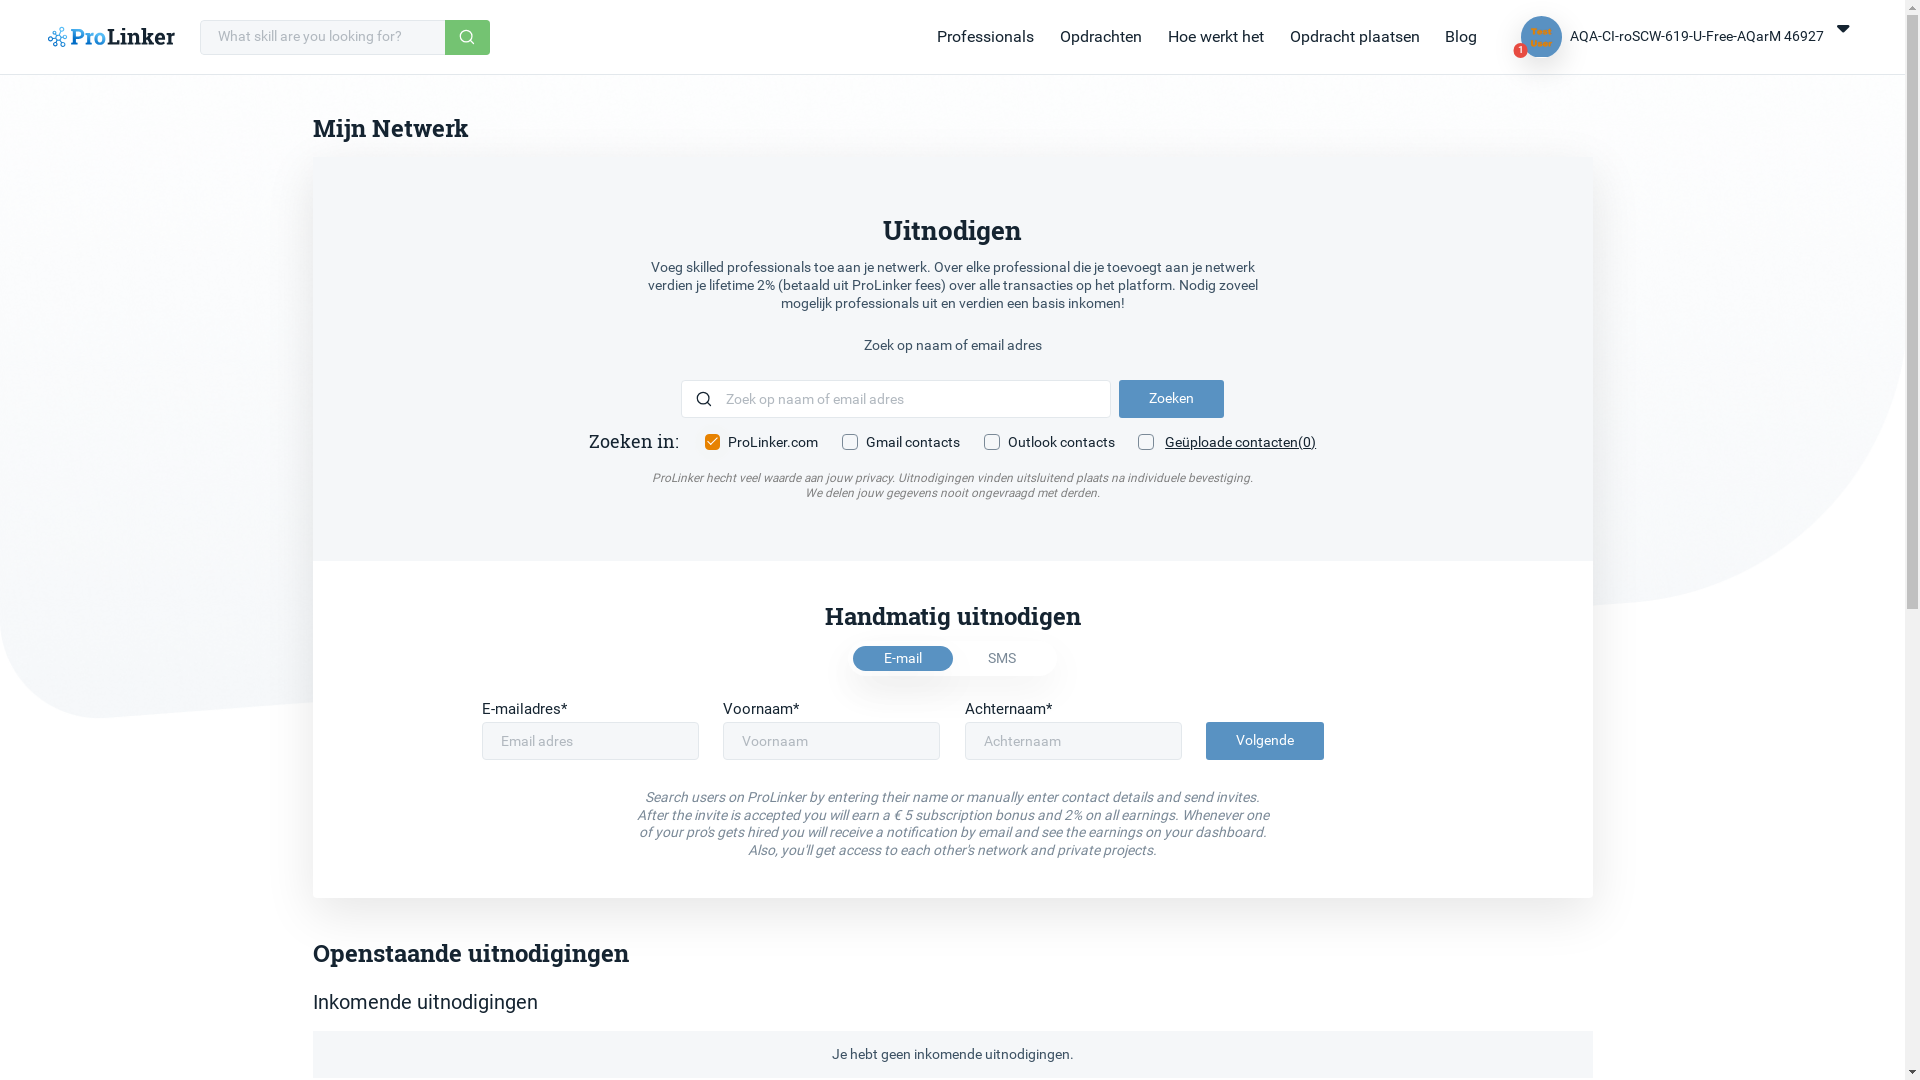 ProLinker
What skill are you looking for?
Professionals
Opdrachten
Hoe werkt het
Opdracht plaatsen
Blog
Test
User
1
AQA-CI-roSCW-619-U-Free-AQarM 46927
Mijn Netwerk
Uitnodigen
Voeg skilled professionals toe aan je netwerk. Over elke professional die je toevoegt aan je netwerk
verdien je lifetime 2% (betaald uit ProLinker fees) over alle transacties op het platform. Nodig zoveel
mogelijk professionals uit en verdien een basis inkomen!
Zoek op naam of email adres
Zoek op naam of email adres
Zoeken
Zoeken in:
ProLinker.com
Gmail contacts
Outlook contacts
Geüploade contacten(0)
ProLinker hecht veel waarde aan jouw privacy. Uitnodigingen vinden uitsluitend plaats na individuele bevestiging.
We delen jouw gegevens nooit ongevraagd met derden.
Handmatig uitnodigen
E-mail
SMS
E-mailadres*
Voornaam*
Achternaam*
Email adres
Voornaam
Achternaam
Volgende
Search users on ProLinker by entering their name or manually enter contact details and send invites.
After the invite is accepted you will earn a € 5 subscription bonus and 2% on all earnings. Whenever one
of your pro's gets hired you will receive a notification by email and see the earnings on your dashboard.
Also, you'll get access to each other's network and private projects.
Openstaande uitnodigingen
Inkomende uitnodigingen
Je hebt geen inkomende uitnodigingen.